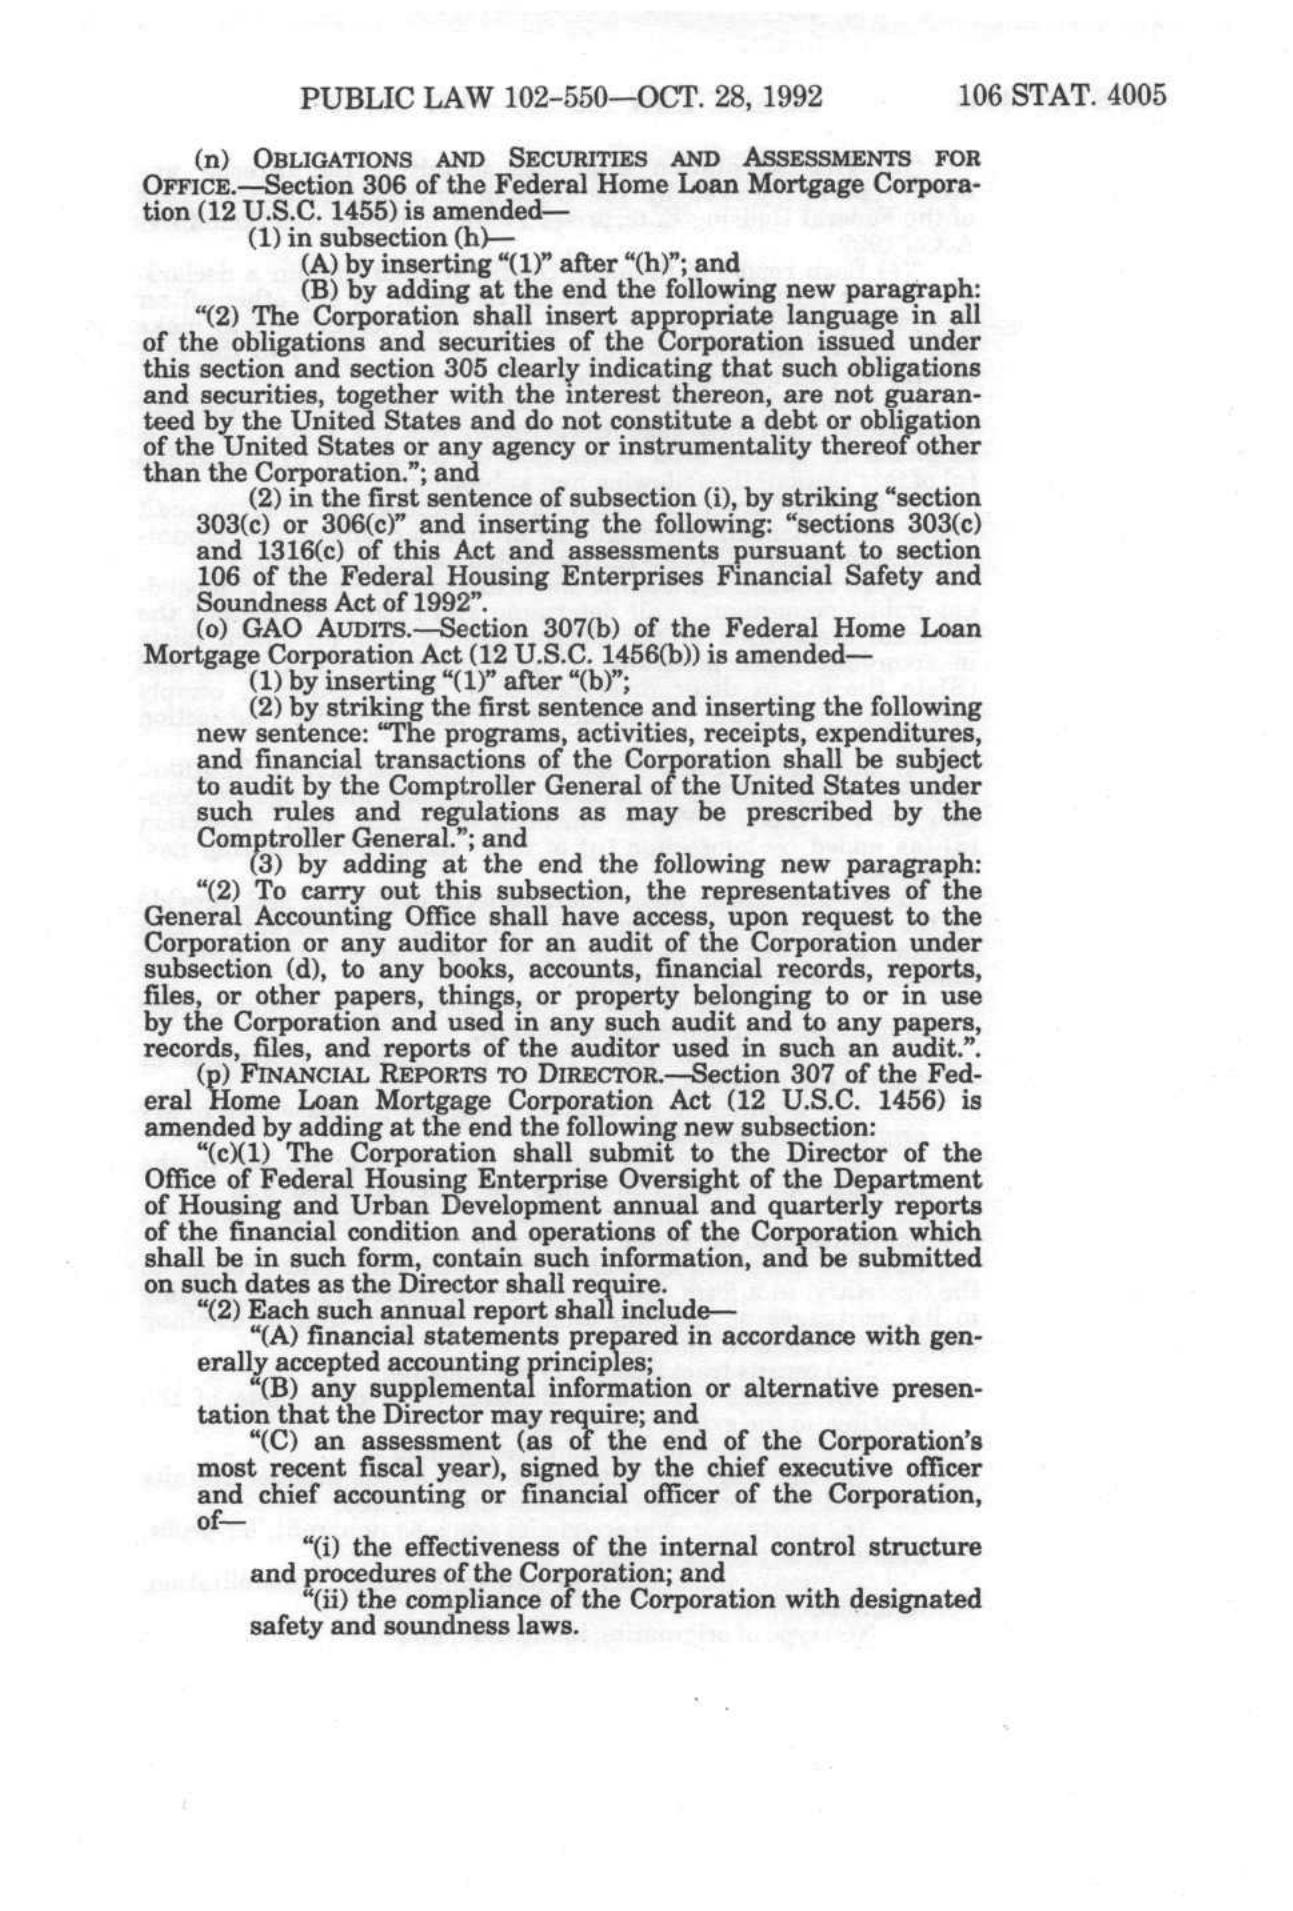 PUBLIC LAW 102-550—OCT. 28, 1992 106 STAT. 4005
(n) OBLIGATIONS AND SECURITIES AND ASSESSMENTS FOR
OFFICE.—Section 306 of the Federal Home Loan Mortgage Corpora-
tion (12 U.S.C. 1455) is amended—
(1) in subsection (h)—
(A) by inserting “(1)” after “(h)”; and
(B) by adding at the end the following new paragraph:
“(2) The Corporation shall insert appropriate language in all
of the obligations and securities of the Corporation issued under
this section and section 305 clearly indicating that such obligations
and securities, together with the interest thereon, are not guaran-
teed by the United States and do not constitute a debt or obligation
of the United States or any agency or instrumentality thereof other
than the Corporation.”; and
(2) in the first sentence of subsection (i), by striking “section
303(c) or 306(c)” and inserting the following: “sections 303(c)
and 1316(c) of this Act and assessments pursuant to section
106 of the Federal Housing Enterprises Financial Safety and
Soundness Act of 1992”.
(o) GAO AUDITS.—Section 307(b) of the Federal Home Loan
Mortgage Corporation Act (12 U.S.C. 1456(b)) is amended—
(1) by inserting “(1)” after “(b)”;
(2) by striking the first sentence and inserting the following
new sentence: “The programs, activities, receipts, expenditures,
and financial transactions of the Corporation shall be subject
to audit by the Comptroller General of the United States under
such rules and regulations as may be prescribed by the
Comptroller General.”; and
(3) by adding at the end the following new paragraph:
“(2) To carry out this subsection, the representatives of the
General Accounting Office shall have access, upon request to the
Corporation or any auditor for an audit of the Corporation under
subsection (d), to any books, accounts, financial records, reports,
files, or other papers, things, or property belonging to or in use
by the Corporation and used in any such audit and to any papers,
records, files, and reports of the auditor used in such an audit.”.
(p) FINANCIAL REPORTS TO DIRECTOR.—Section 307 of the Fed-
eral Home Loan Mortgage Corporation Act (12 U.S.C. 1456) is
amended by adding at the end the following new subsection:
“(c)(1) The Corporation shall submit to the Director of the
Office of Federal Housing Enterprise Oversight of the Department
of Housing and Urban Development annual and quarterly reports
of the financial condition and operations of the Corporation which
shall be in such form, contain such information, and be submitted
on such dates as the Director shall require.
“(2) Each such annual report shall include—
“(A) financial statements prepared in accordance with gen-
erally accepted accounting principles;
“(B) any supplemental information or alternative presen-
tation that the Director may require; and
“(C) an assessment (as of the end of the Corporation's
most recent fiscal year), signed by the chief executive officer
and chief accounting or financial officer of the Corporation,
of—
“(i) the effectiveness of the internal control structure
and procedures of the Corporation; and
“(ii) the compliance of the Corporation with designated
safety and soundness laws.